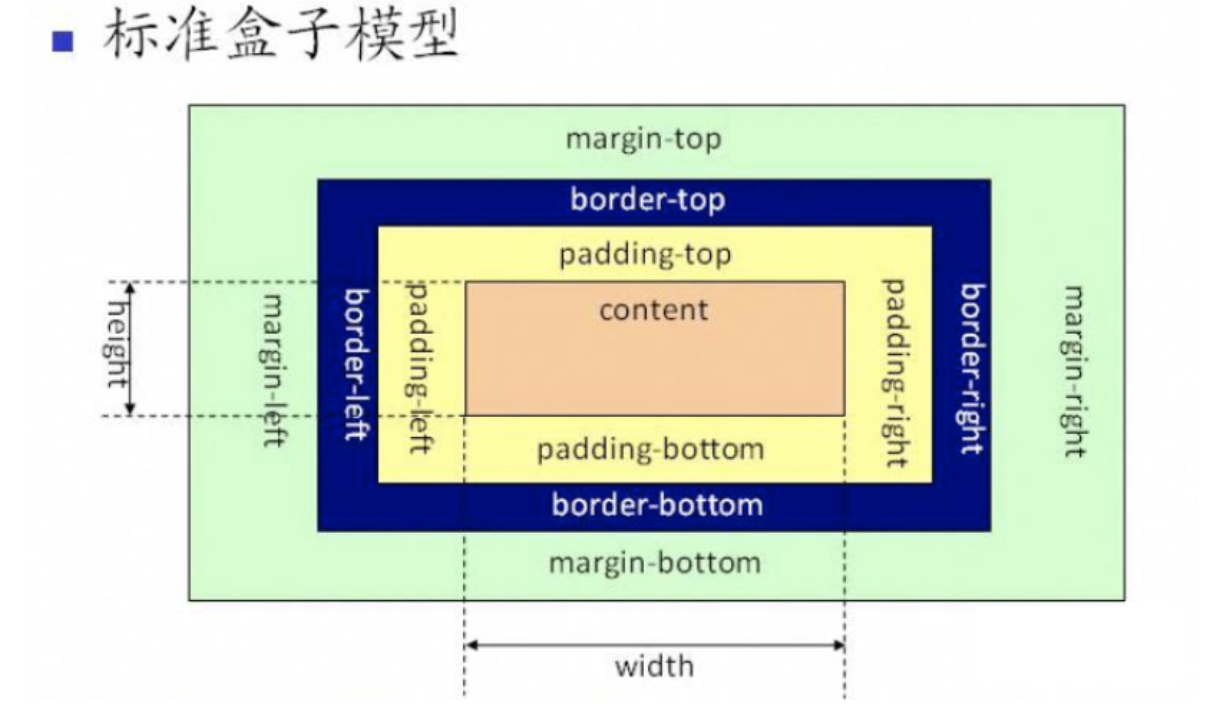 标准盒子模型
margin-top
border-top
padding-top
content
height
margin-left
border-left
padding-left
padding-right
border-right
margin-right
padding-bottom
border-bottom
margin-bottom
width